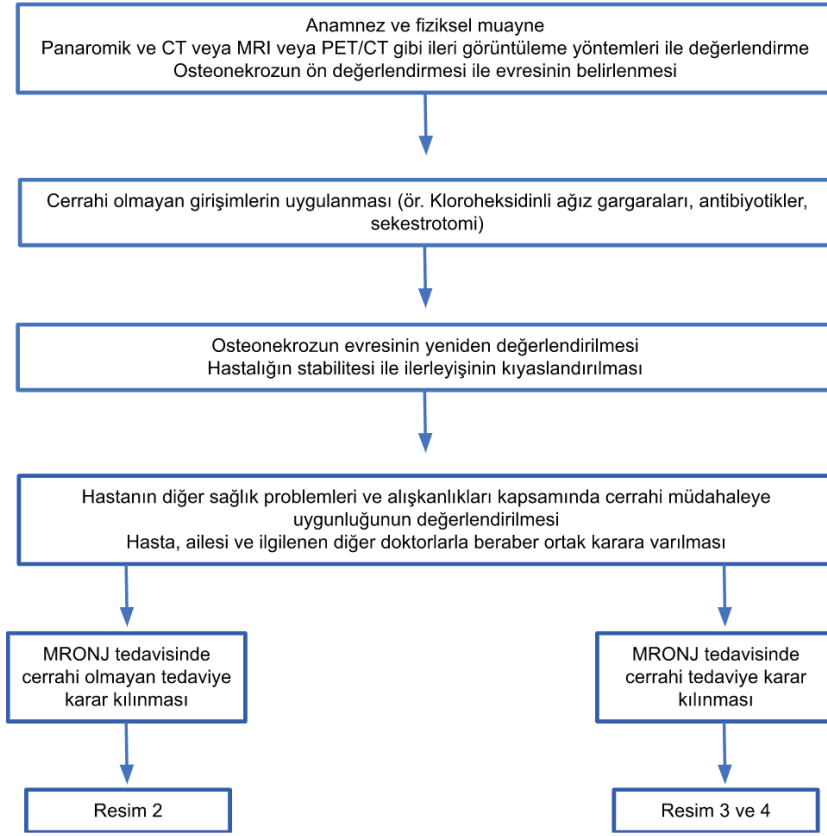 Anamnez ve fiziksel muayne
Panaromik ve CT veya MRI veya PET/CT gibi ileri görüntüleme yöntemleri ile değerlendirme
Osteonekrozun ön değerlendirmesi ile evresinin belirlenmesi
Cerrahi olmayan girişimlerin uygulanması (ör. Kloroheksidinli ağız gargaraları, antibiyotikler,
sekestrotomi)
Osteonekrozun evresinin yeniden değerlendirilmesi
Hastalığın stabilitesi ile ilerleyişinin kıyaslandırılması
Hastanın diğer sağlık problemleri ve alışkanlıkları kapsamında cerrahi müdahaleye
uygunluğunun değerlendirilmesi
Hasta, ailesi ve ilgilenen diğer doktorlarla beraber ortak karara varılması
MRONJ tedavisinde
cerrahi olmayan tedaviye
karar kılınması
MRONJ tedavisinde
cerrahi tedaviye karar
kılınması
Resim 2
Resim 3 ve 4